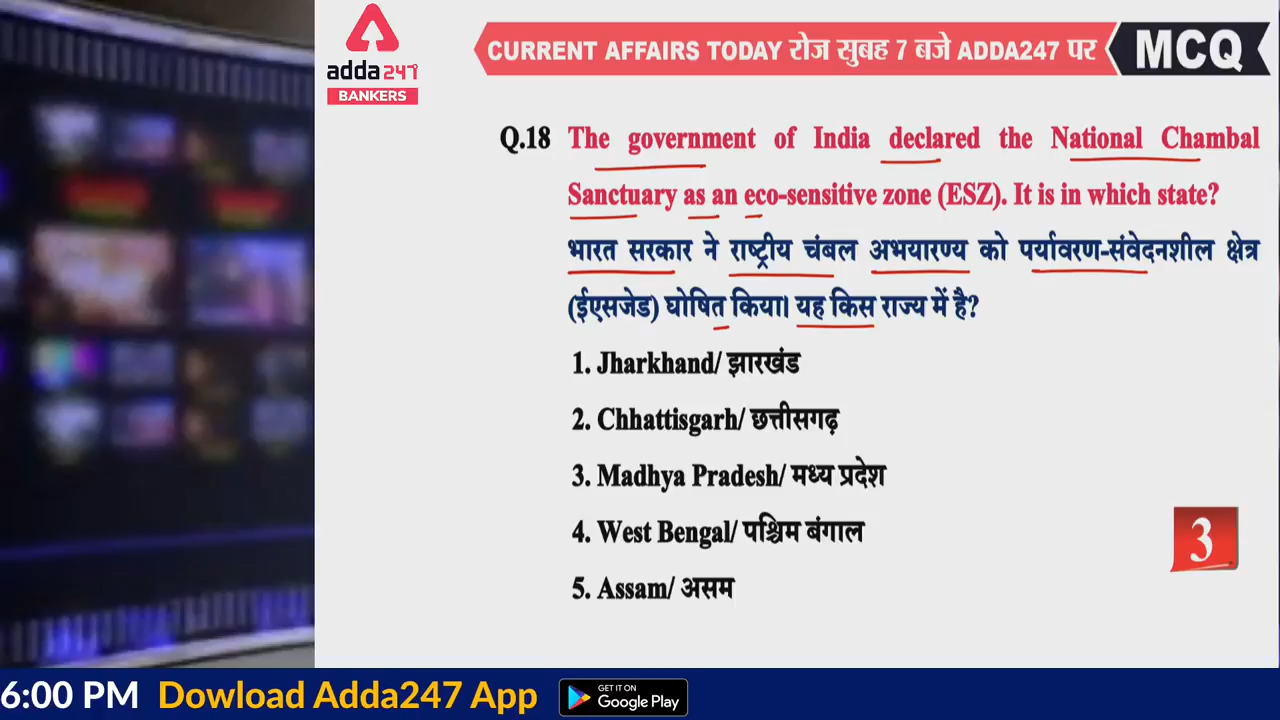 adda247
BANKERS
CURRENT AFFAIRS TODAY रोज सुबह 7 बजे ADDA247 पर
MCQ
Q.18 The government of India declared the National Chambal
Sanctuary as an eco-sensitive zone (ESZ). It is in which state?
भारत सरकार ने राष्ट्रीय चंबल अभयारण्य को पर्यावरण-संवेदनशील क्षेत्र
(ईएसजेड) घोषित किया। यह किस राज्य में है?
1. Jharkhand/ झारखंड
2. Chhattisgarh/ छत्तीसगढ़
3. Madhya Pradesh/ मध्य प्रदेश
4. West Bengal/ पश्चिम बंगाल
5. Assam/ असम
3
6:00 PM Dowload Adda247 App
GET IT ON
Google Play